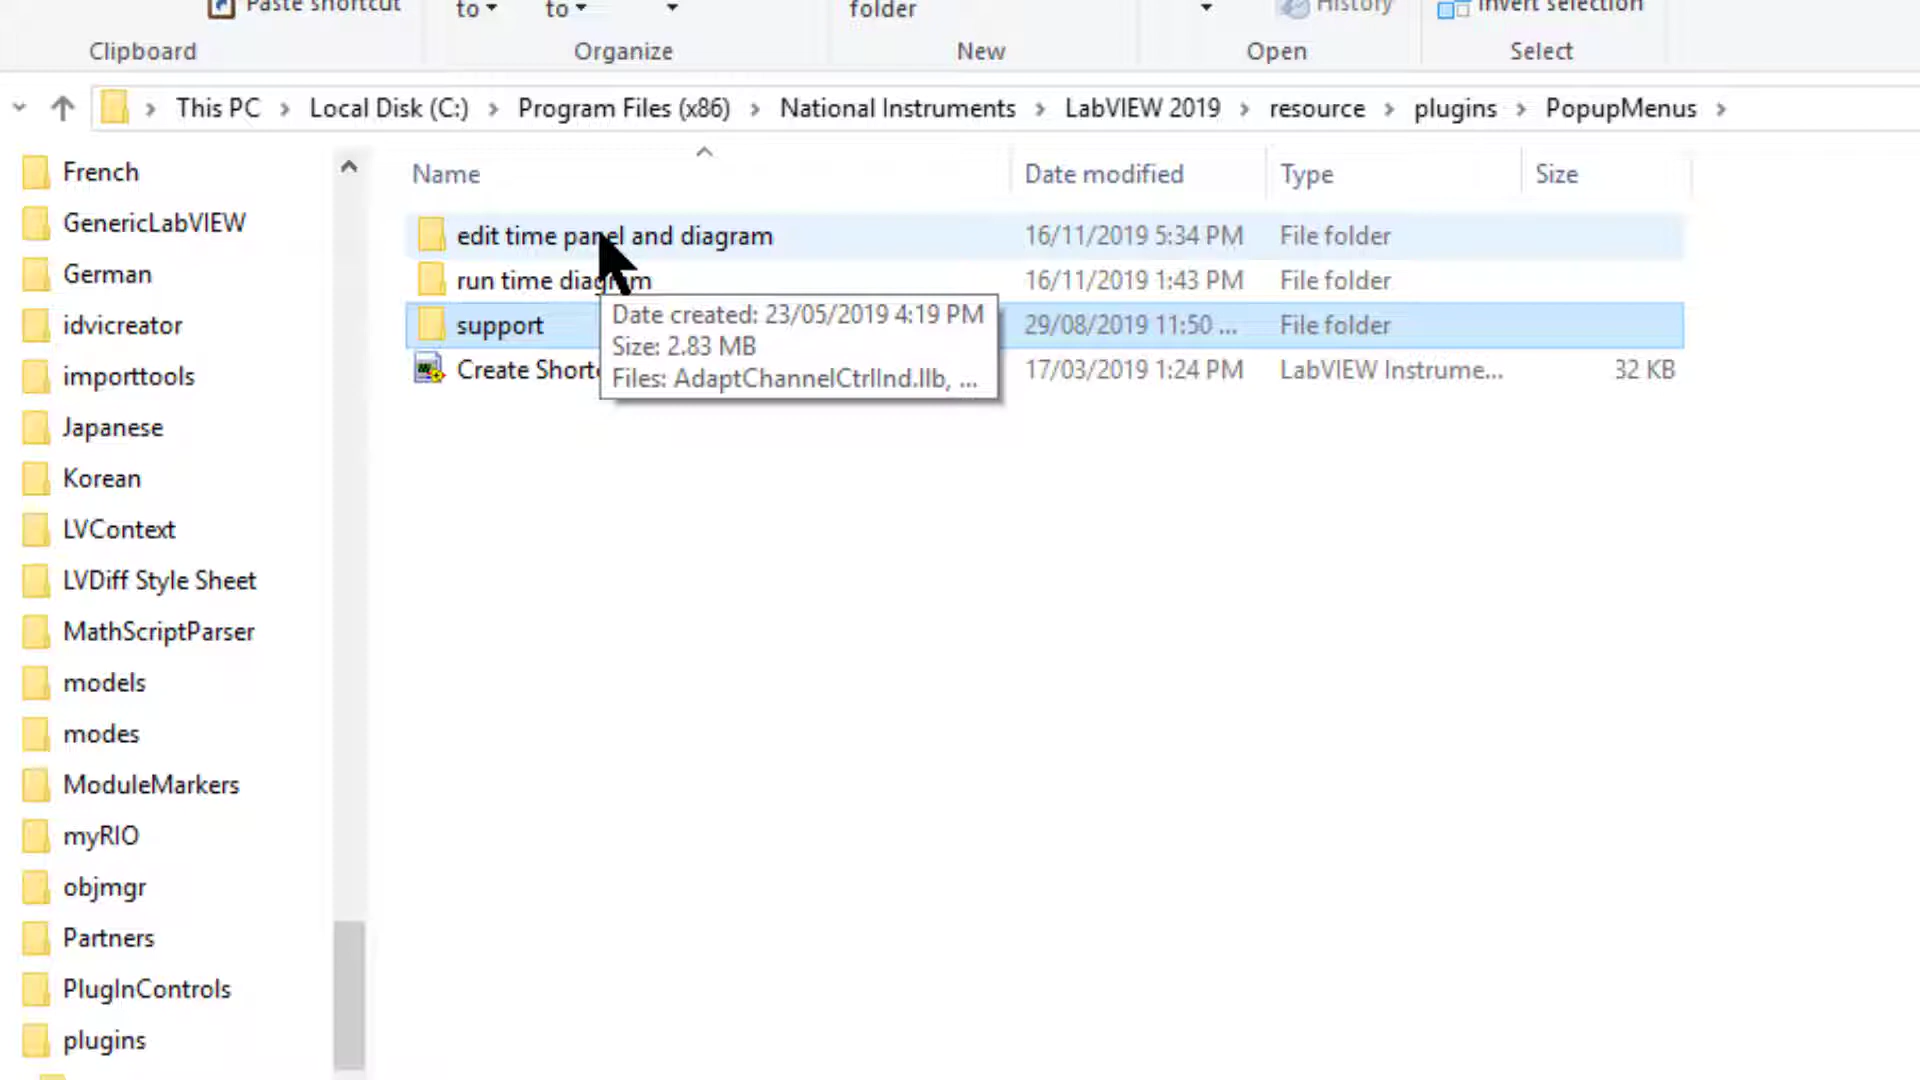 Paste shortcut
to
to
folder
History
Invert selection
Clipboard
Organize
New
Open
Select
This PC > Local Disk (C:) > Program Files (x86) > National Instruments > LabVIEW 2019 > resource > plugins > PopupMenus >
Name
Date modified
Type
Size
edit time panel and diagram 16/11/2019 5:34 PM File folder
run time diagram 16/11/2019 1:43 PM File folder
support 29/08/2019 11:50 ... File folder
Create Shortc 17/03/2019 1:24 PM LabVIEW Instrume... 32 KB
Date created: 23/05/2019 4:19 PM
Size: 2.83 MB
Files: AdaptChannelCtrlInd.llb, ...
French
GenericLabVIEW
German
idvicreator
importtools
Japanese
Korean
LVContext
LVDiff Style Sheet
MathScriptParser
models
modes
ModuleMarkers
myRIO
objmgr
Partners
PlugInControls
plugins